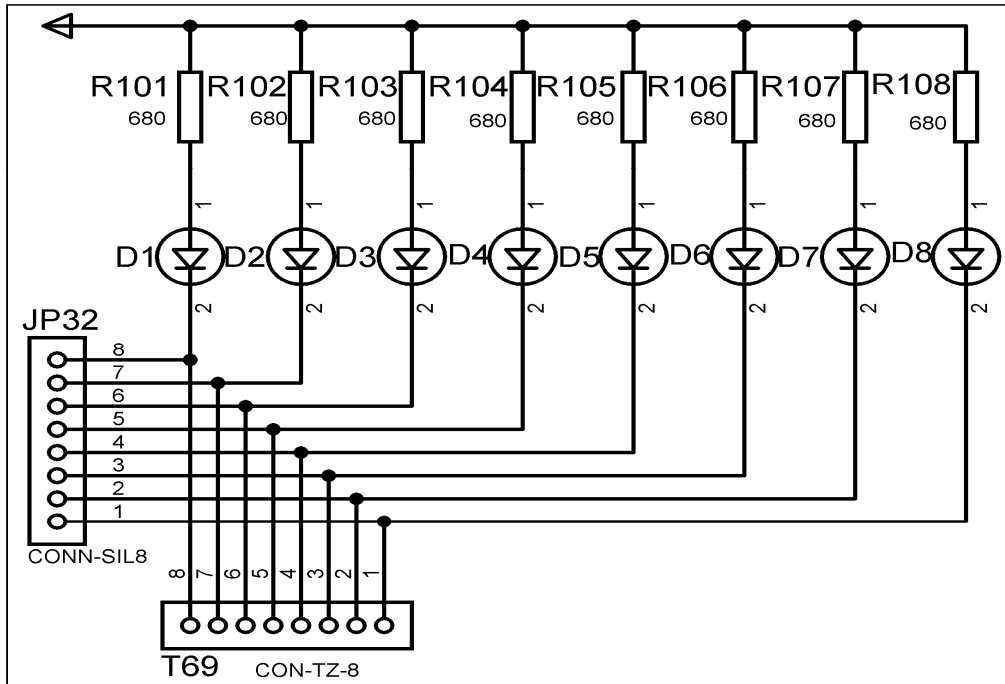 R101 R102 R103 R104 R105 R106 R107 R108
680 680 680 680 680 680 680 680
1 1 1 1 1 1 1 1
D1 D2 D3 D4 D5 D6 D7 D8
2 2 2 2 2 2 2 2
JP32
8
7
6
5
4
3
2
1
CONN-SIL8
8 7 6 5 4 3 2 1
T69 CON-TZ-8